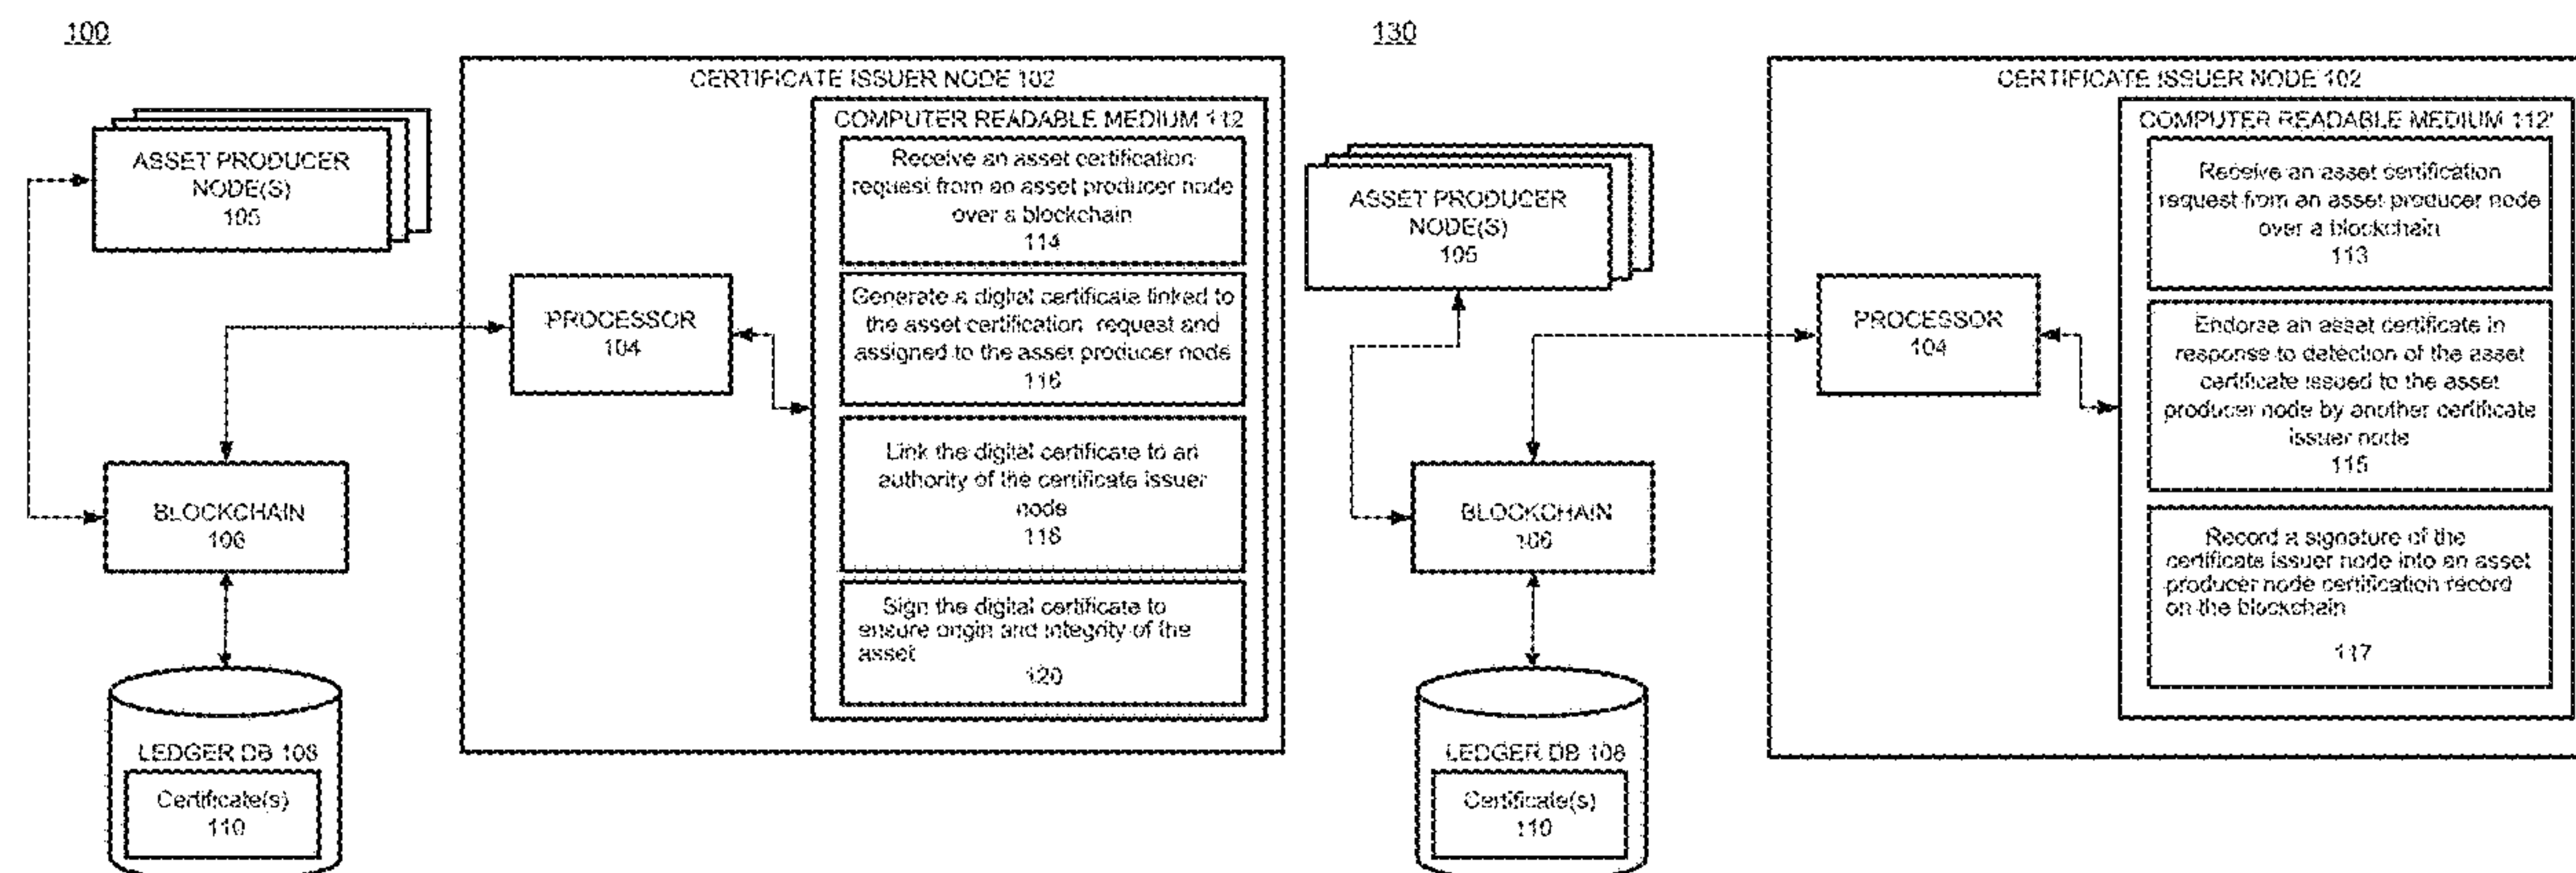 100
CERTIFICATE ISSUER NODE 102
COMPUTER READABLE MEDIUM 112
ASSET PRODUCER
NODE(S)
105
Receive an asset certification
request from an asset producer node
over a blockchain
114
Generate a digital certificate linked to
the asset certification request and
assigned to the asset producer node
116
PROCESSOR
104
Link the digital certificate to an
authority of the certificate issuer
node
118
BLOCKCHAIN
106
Sign the digital certificate to
ensure origin and integrity of the
asset
120
LEDGER DB 108
Certificate(s)
110
130
CERTIFICATE ISSUER NODE 102
COMPUTER READABLE MEDIUM 112'
ASSET PRODUCER
NODE(S)
105
Receive an asset certification
request from an asset producer node
over a blockchain
113
PROCESSOR
104
Endorse an asset certificate in
response to detection of the asset
certificate issued to the asset
producer node by another certificate
issuer node
115
BLOCKCHAIN
106
Record a signature of the
certificate issuer node into an asset
producer node certification record
on the blockchain
117
LEDGER DB 108
Certificate(s)
110